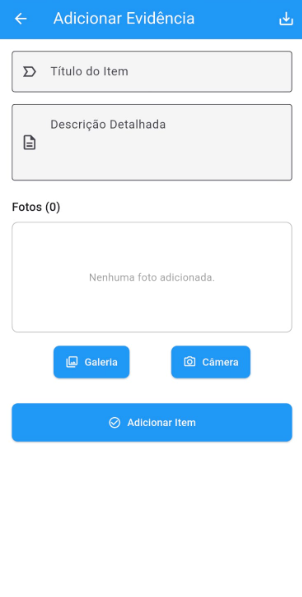 Adicionar Evidência
Título do Item
Descrição Detalhada
Fotos (0)
Nenhuma foto adicionada.
Galeria
Câmera
Adicionar Item